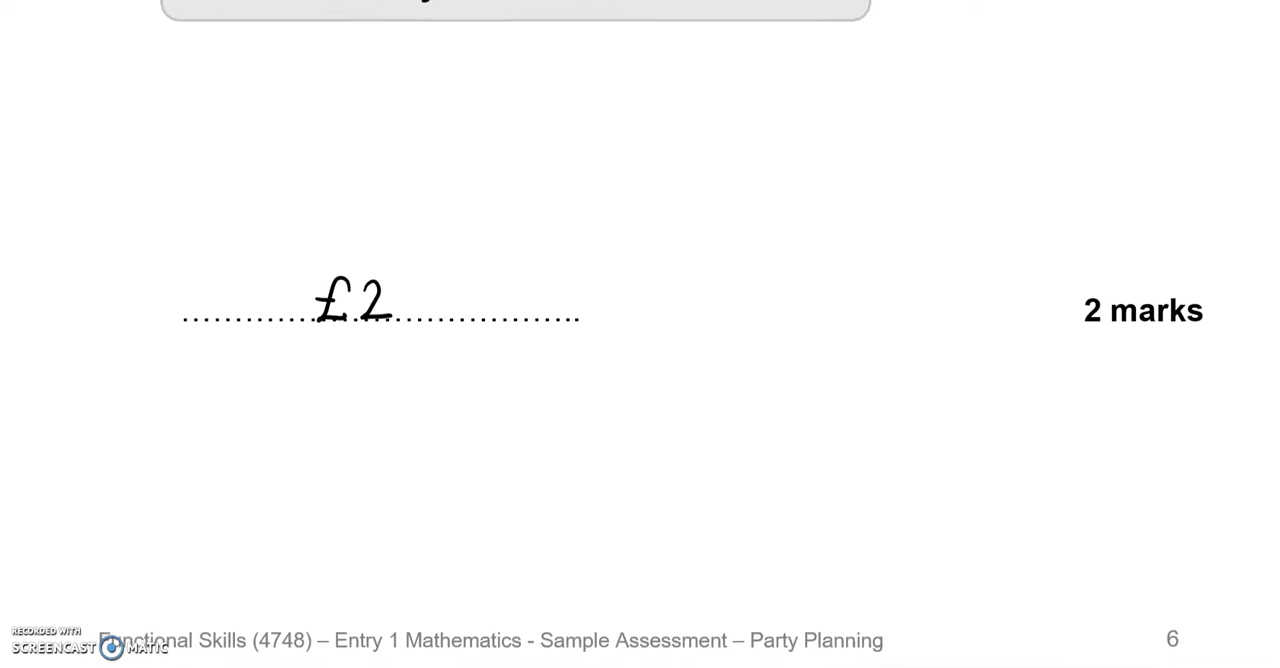 £2
2 marks
RECORDED WITH
SCREENCAST MATIC
Functional Skills (4748) – Entry 1 Mathematics - Sample Assessment – Party Planning
6